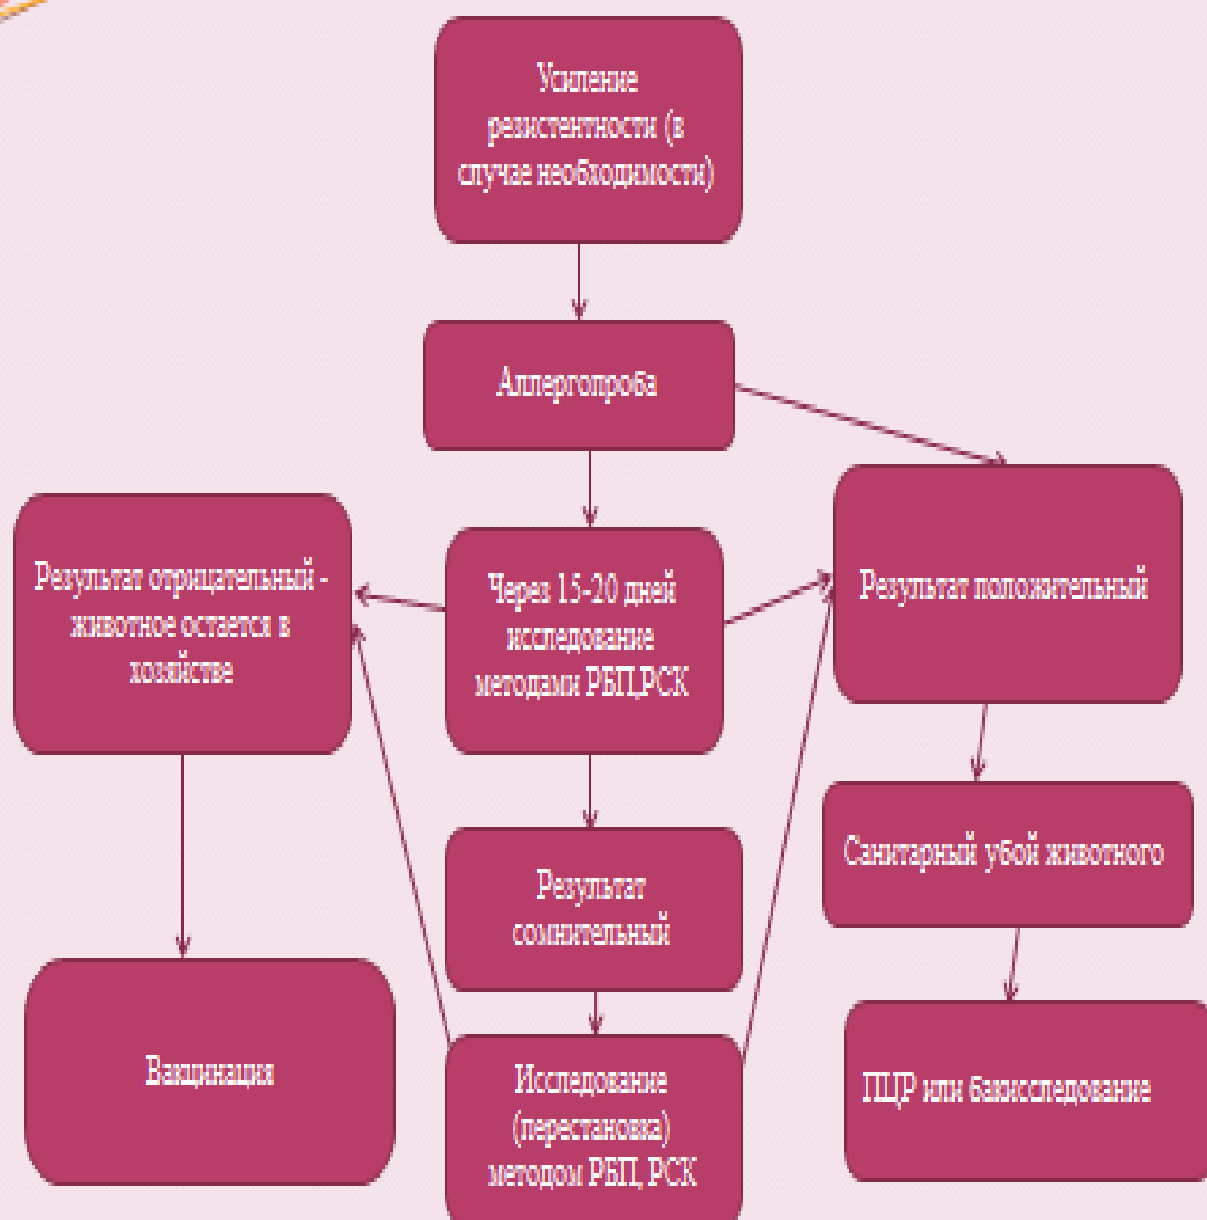 Усиление
резистентности (в
случае необходимости)
Аллергопроба
Результат отрицательный -
животное остается в
хозяйстве
Через 15-20 дней
исследование
методами РБП,РСК
Результат положительный
Санитарный убой животного
Результат
сомнительный
Вакцинация
Исследование
(перестановка)
методом РБП, РСК
ПЦР или бакисследование